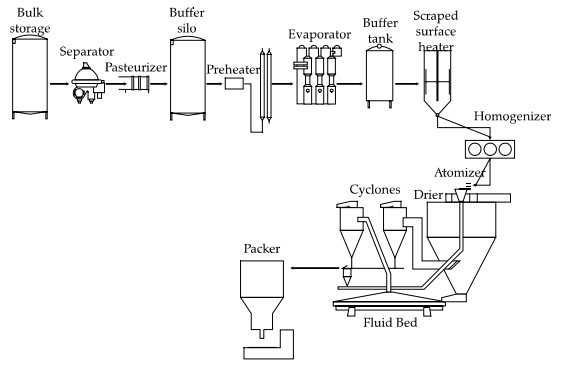 Bulk
storage
Separator
Pasteurizer
Buffer
silo
Preheater
Evaporator
Buffer
tank
Scraped
surface
heater
Homogenizer
Atomizer
Drier
Cyclones
Fluid Bed
Packer